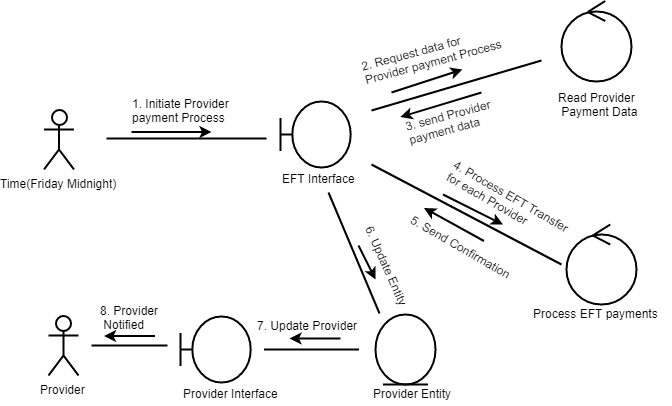 1. Initiate Provider
payment Process
2. Request data for
Provider payment Process
3. send Provider
payment data
Read Provider
Payment Data
Time(Friday Midnight)
EFT Interface
4. Process EFT Transfer
for each Provider
5. Send Confirmation
6. Update Entity
Process EFT payments
8. Provider
Notified
7. Update Provider
Provider
Provider Interface
Provider Entity